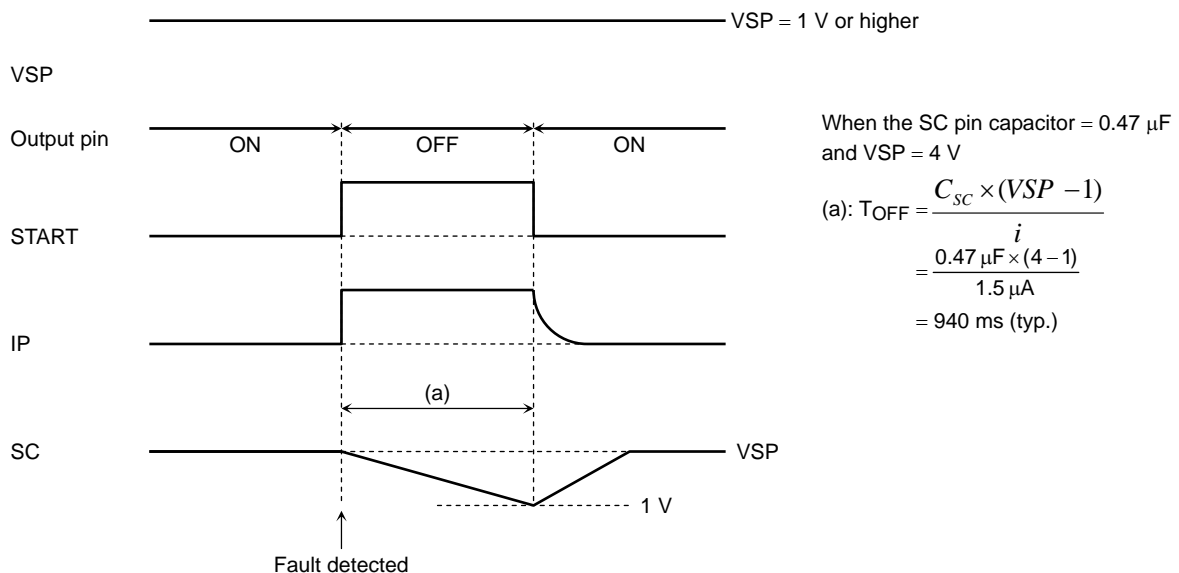 VSP = 1 V or higher
VSP
Output pin
ON
OFF
ON
START
IP
(a)
SC
VSP
1 V
Fault detected
When the SC pin capacitor = 0.47 μF
and VSP = 4 V
(a): TOFF = CSC × (VSP − 1) / i
= 0.47 μF × (4 − 1) / 1.5 μA
= 940 ms (typ.)